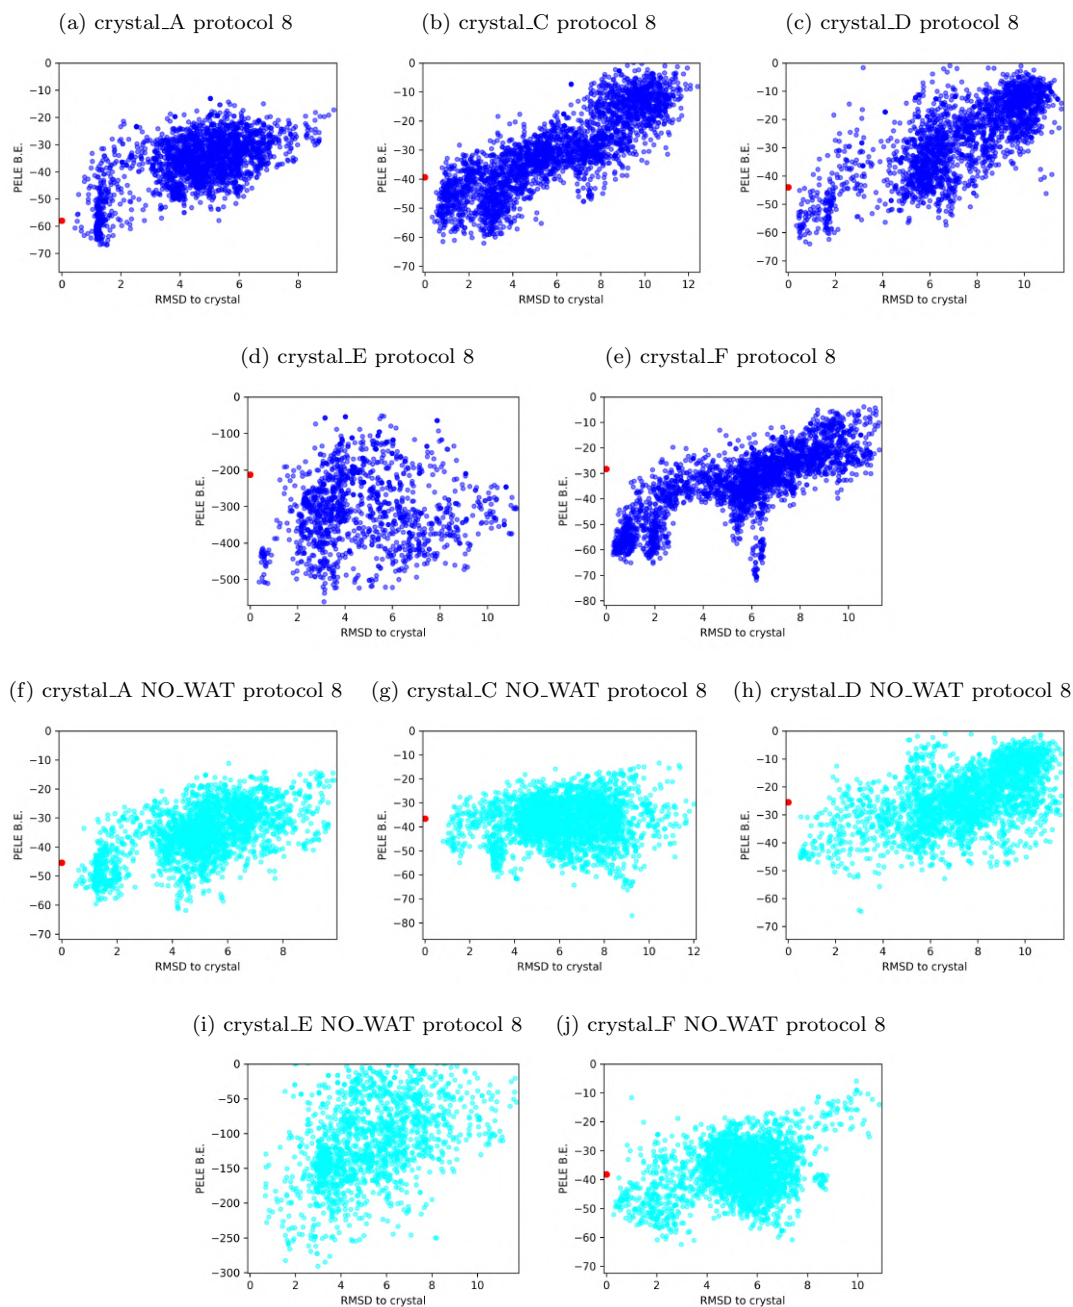 (a) crystal_A protocol 8
(b) crystal_C protocol 8
(c) crystal_D protocol 8
0
−10
−20
−30
−40
−50
−60
−70
PELE B.E.
0 2 4 6 8
RMSD to crystal
0
−10
−20
−30
−40
−50
−60
−70
PELE B.E.
0 2 4 6 8 10 12
RMSD to crystal
0
−10
−20
−30
−40
−50
−60
−70
PELE B.E.
0 2 4 6 8 10
RMSD to crystal
(d) crystal_E protocol 8
(e) crystal_F protocol 8
0
−100
−200
−300
−400
−500
PELE B.E.
0 2 4 6 8 10
RMSD to crystal
0
−10
−20
−30
−40
−50
−60
−70
−80
PELE B.E.
0 2 4 6 8 10
RMSD to crystal
(f) crystal_A NO_WAT protocol 8
(g) crystal_C NO_WAT protocol 8
(h) crystal_D NO_WAT protocol 8
0
−10
−20
−30
−40
−50
−60
−70
PELE B.E.
0 2 4 6 8
RMSD to crystal
0
−10
−20
−30
−40
−50
−60
−70
−80
PELE B.E.
0 2 4 6 8 10 12
RMSD to crystal
0
−10
−20
−30
−40
−50
−60
−70
PELE B.E.
0 2 4 6 8 10
RMSD to crystal
(i) crystal_E NO_WAT protocol 8
(j) crystal_F NO_WAT protocol 8
0
−50
−100
−150
−200
−250
−300
PELE B.E.
0 2 4 6 8 10
RMSD to crystal
0
−10
−20
−30
−40
−50
−60
−70
PELE B.E.
0 2 4 6 8 10
RMSD to crystal